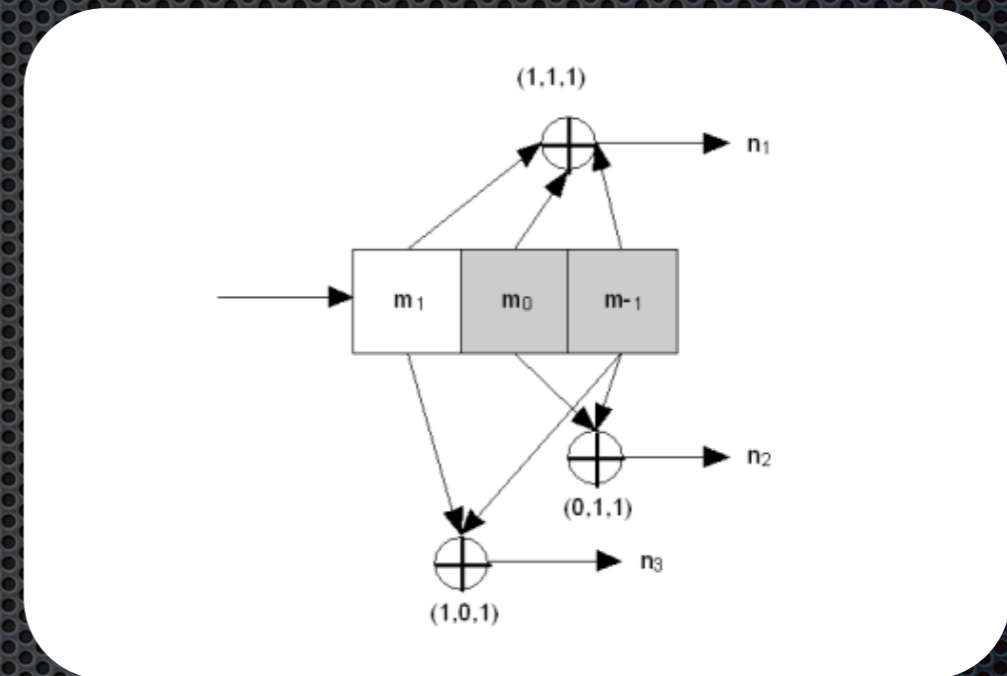 (1,1,1)
n₁
m₁ m₀ m-₁
n₂
(0,1,1)
n₃
(1,0,1)